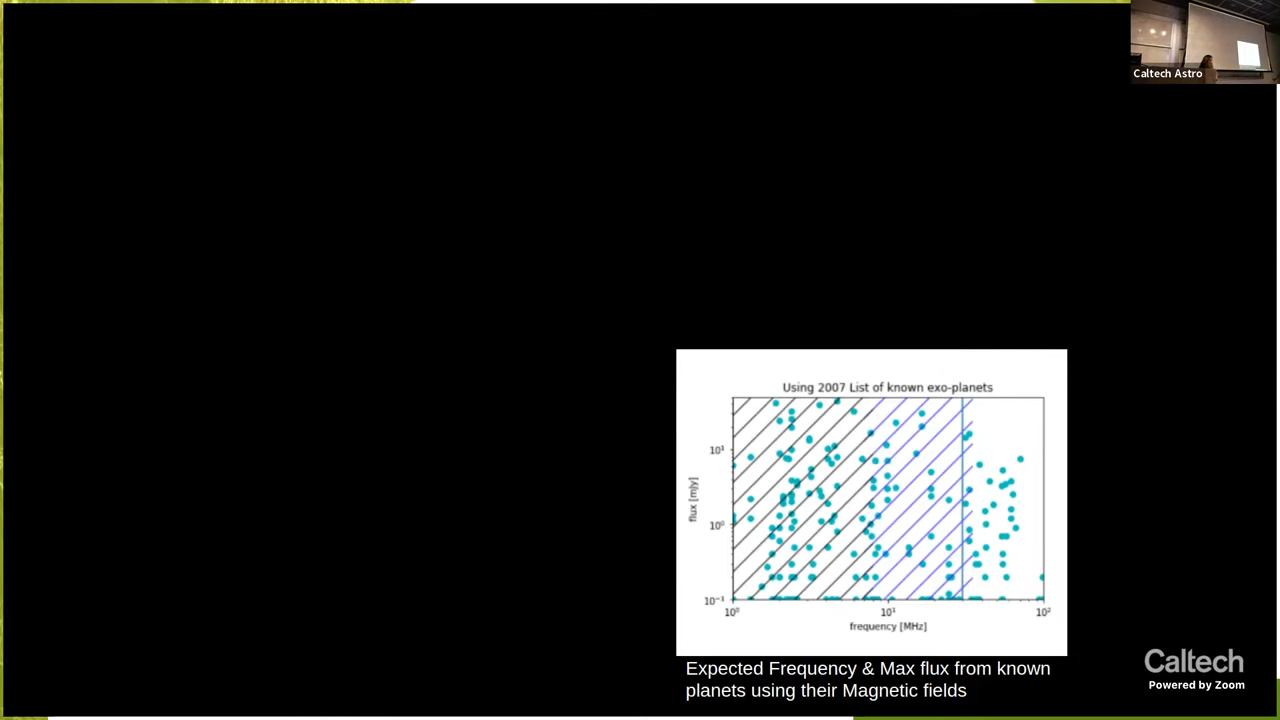 Caltech Astro
Using 2007 List of known exo-planets
flux [mJy]
10¹
10⁰
10⁻¹
10⁰
10¹
10²
frequency [MHz]
Expected Frequency & Max flux from known
planets using their Magnetic fields
Caltech
Powered by Zoom